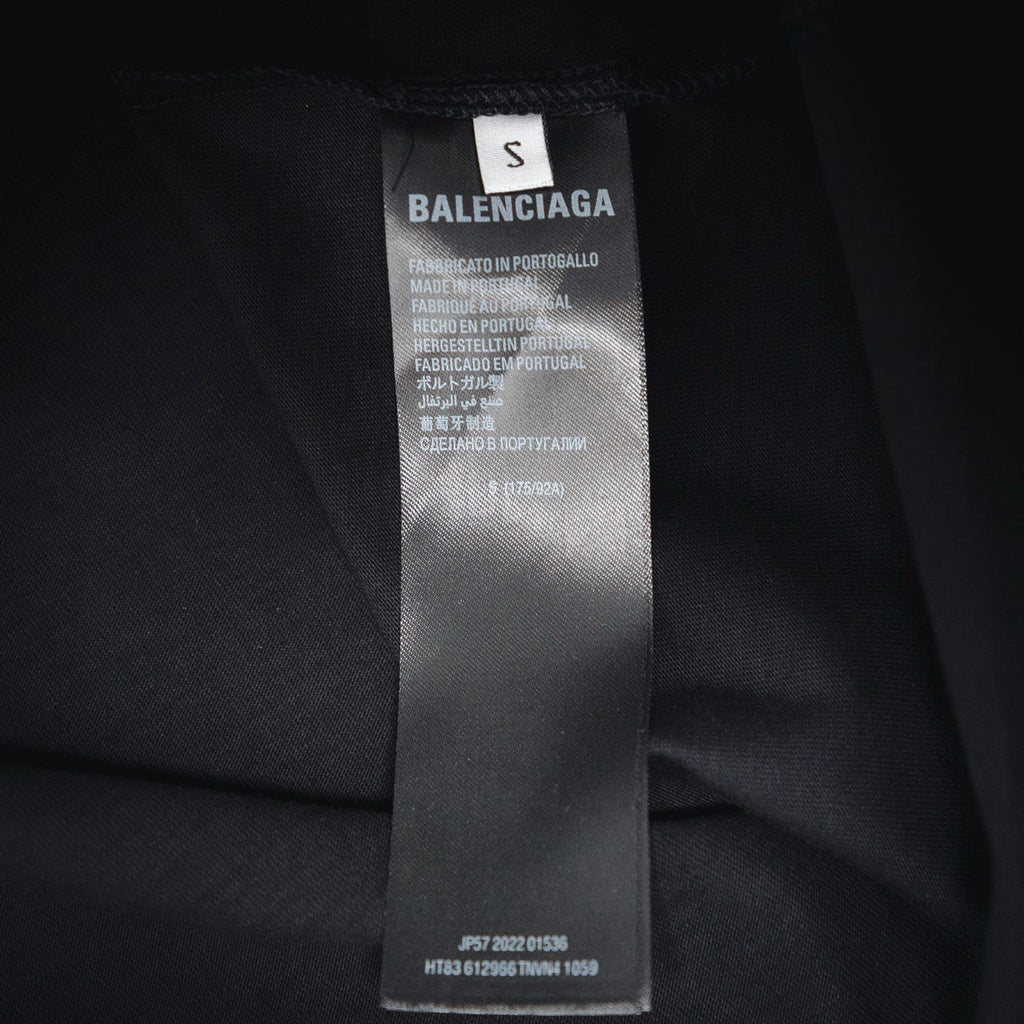 S
BALENCIAGA
FABBRICATO IN PORTOGALLO
MADE IN PORTUGAL
FABRIQUÉ AU PORTUGAL
HECHO EN PORTUGAL
HERGESTELLT IN PORTUGAL
FABRICADO EM PORTUGAL
ポルトガル製
صنع في البرتغال
葡萄牙制造
СДЕЛАНО В ПОРТУГАЛИИ
S (175/92A)
JP57 2022 01536
HT83 612966 TNVN4 1059